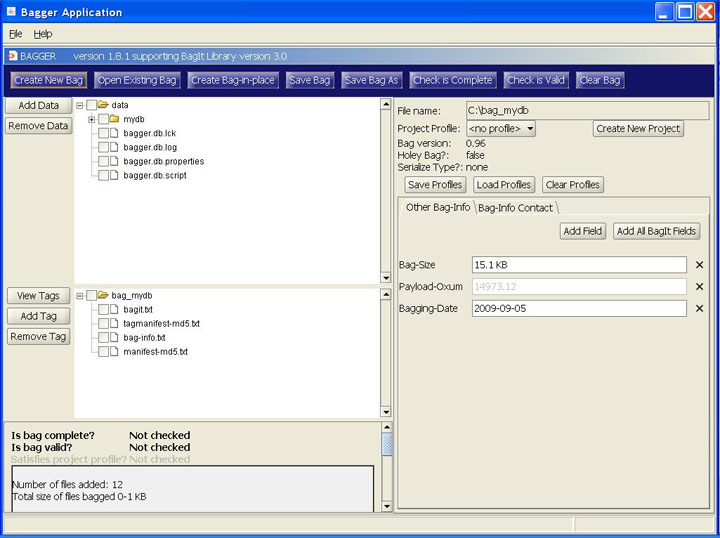 Bagger Application
File Help
BAGGER version 1.8.1 supporting BagIt Library version 3.0
Create New Bag Open Existing Bag Create Bag-in-place Save Bag Save Bag As Check is Complete Check is Valid Clear Bag
Add Data
Remove Data
data
mydb
bagger.db.lck
bagger.db.log
bagger.db.properties
bagger.db.script
View Tags
Add Tag
Remove Tag
bag_mydb
bagit.txt
tagmanifest-md5.txt
bag-info.txt
manifest-md5.txt
Is bag complete? Not checked
Is bag valid? Not checked
Satisfies project profile? Not checked
Number of files added: 12
Total size of files bagged 0-1 KB
File name: C:\bag_mydb
Project Profile: <no profile> Create New Project
Bag version: 0.96
Holey Bag?: false
Serialize Type?: none
Save Profiles Load Profiles Clear Profiles
Other Bag-Info Bag-Info Contact
Add Field Add All BagIt Fields
Bag-Size 15.1 KB
Payload-Oxum 14973.12
Bagging-Date 2009-09-05